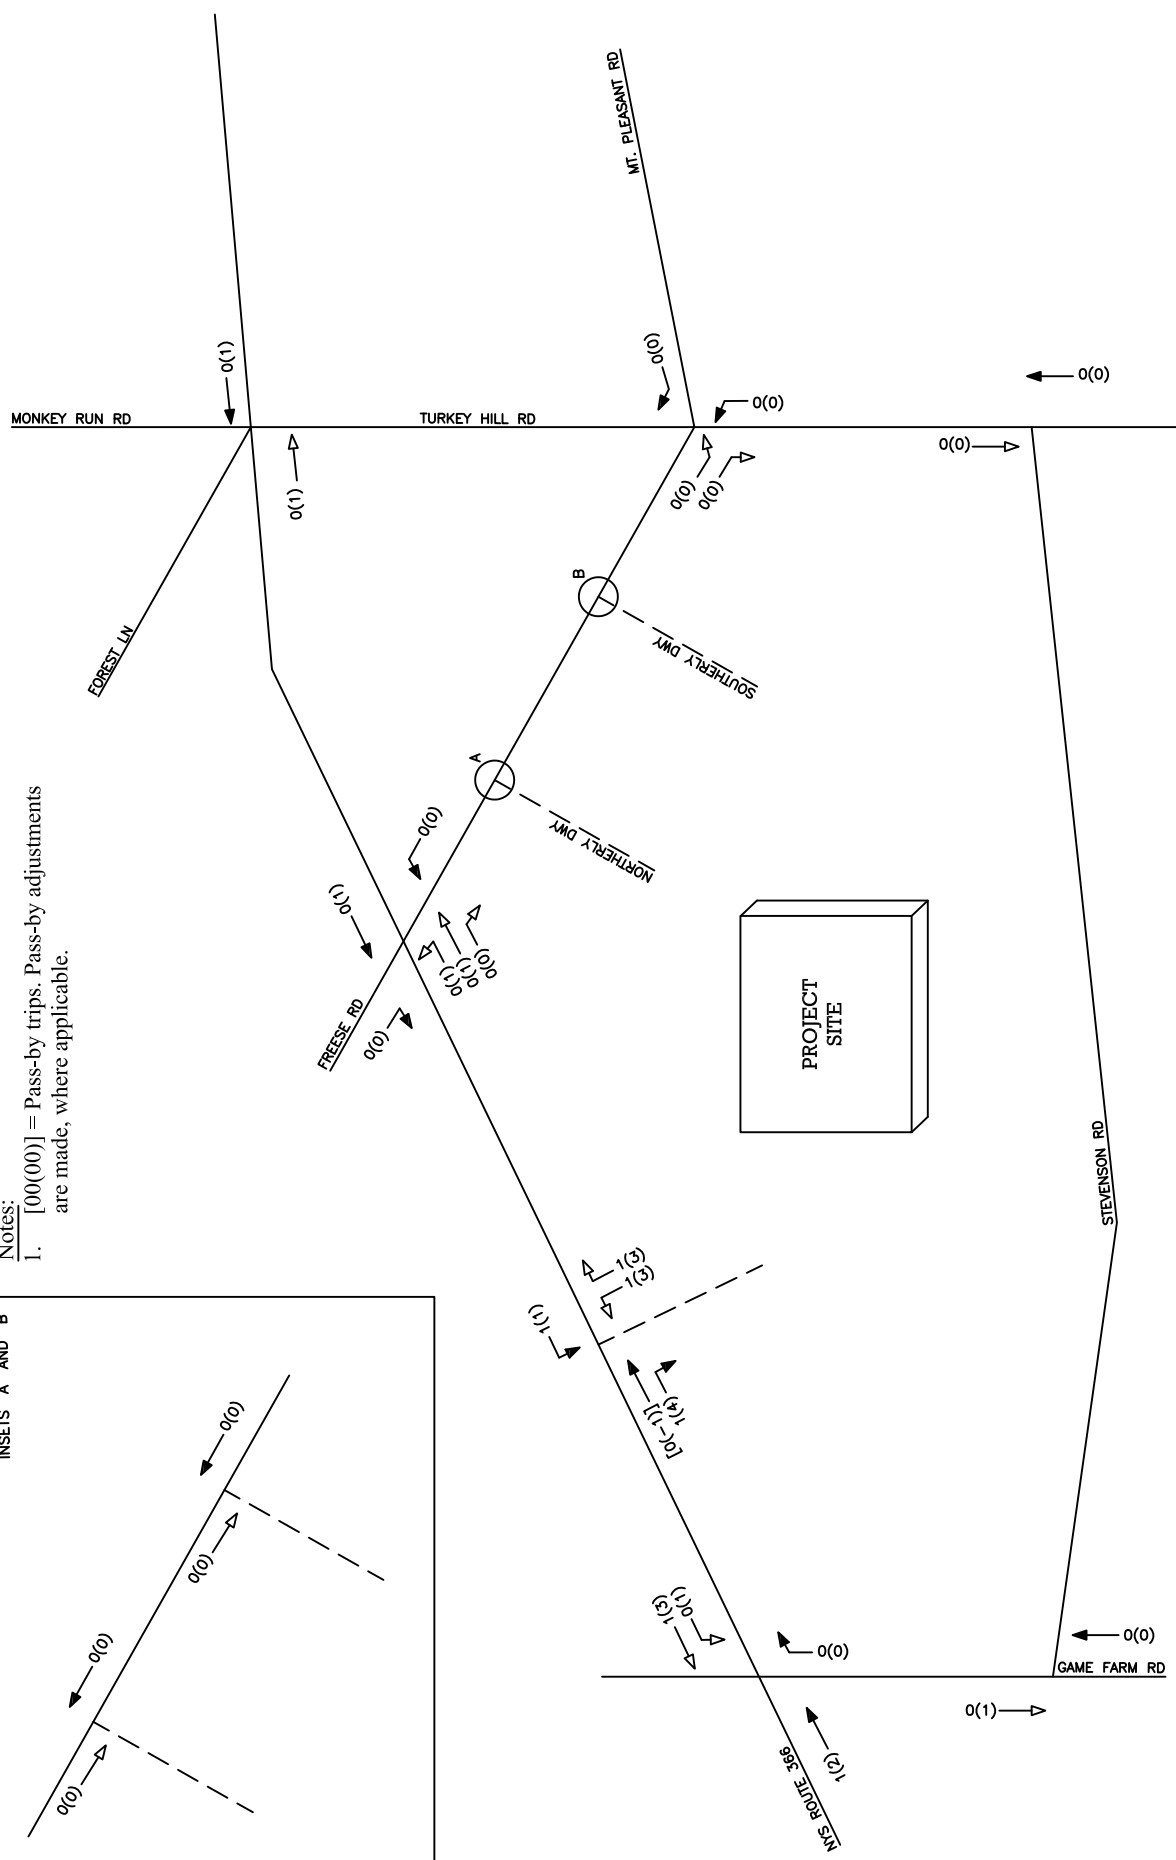 MT. PLEASANT RD
0(1)
0(0)
0(0)
0(0)
MONKEY RUN RD
TURKEY HILL RD
0(0)
0(1)
0(0)
0(0)
FOREST LN
B
SOUTHERLY DWY
A
NORTHERLY DWY
0(0)
0(1)
0(1)
0(1)
0(0)
FREESE RD
0(0)
PROJECT
SITE
STEVENSON RD
Notes:
1. [00(00)] = Pass-by trips. Pass-by adjustments
are made, where applicable.
1(3)
1(3)
1(1)
[0(-1)]
1(4)
INSETS A AND B
0(0)
0(0)
0(0)
0(0)
1(3)
0(1)
0(0)
0(0)
GAME FARM RD
0(1)
1(2)
NYS ROUTE 366